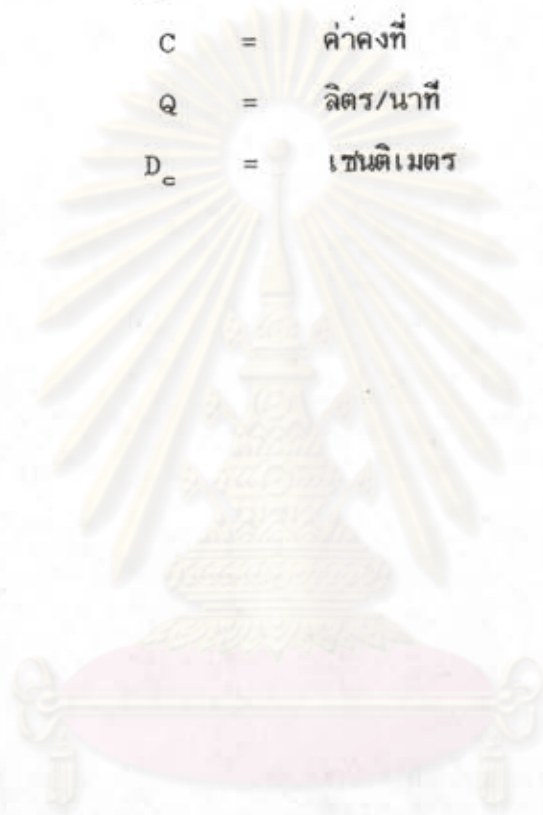 C = ค่าคงที่
Q = ลิตร/นาที
D_c = เซนติเมตร